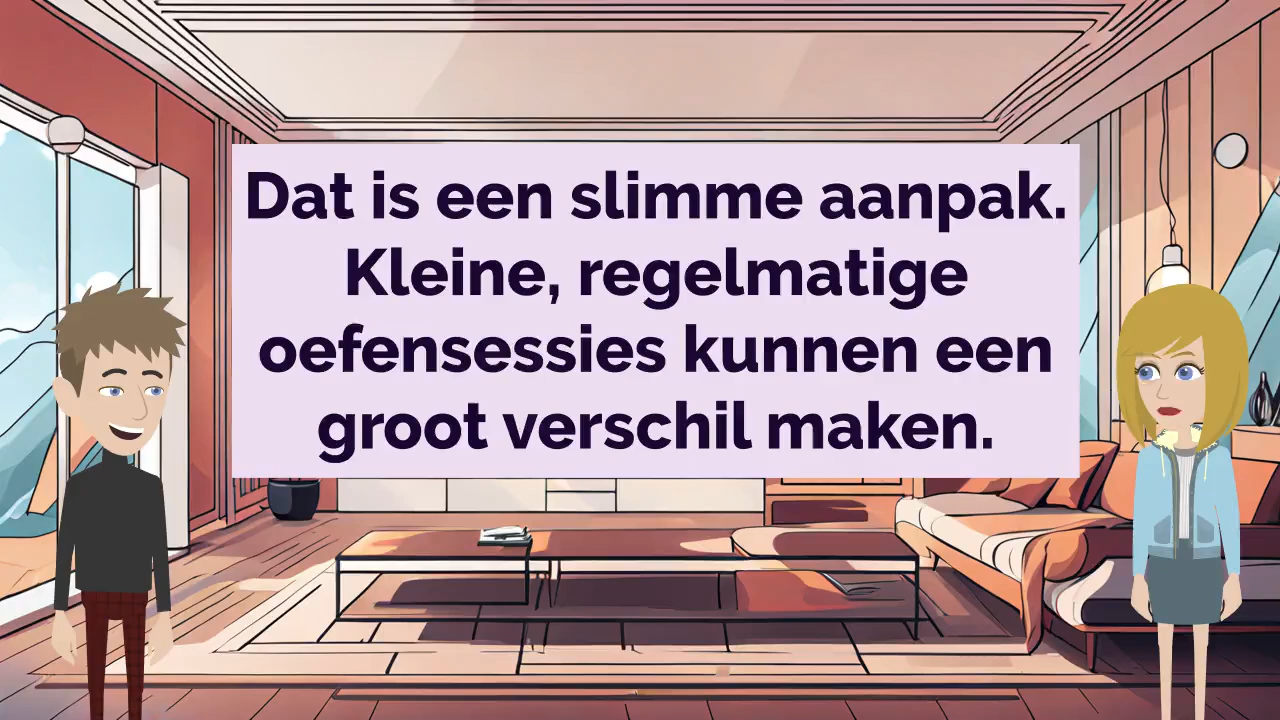 Dat is een slimme aanpak.
Kleine, regelmatige
oefensessies kunnen een
groot verschil maken.